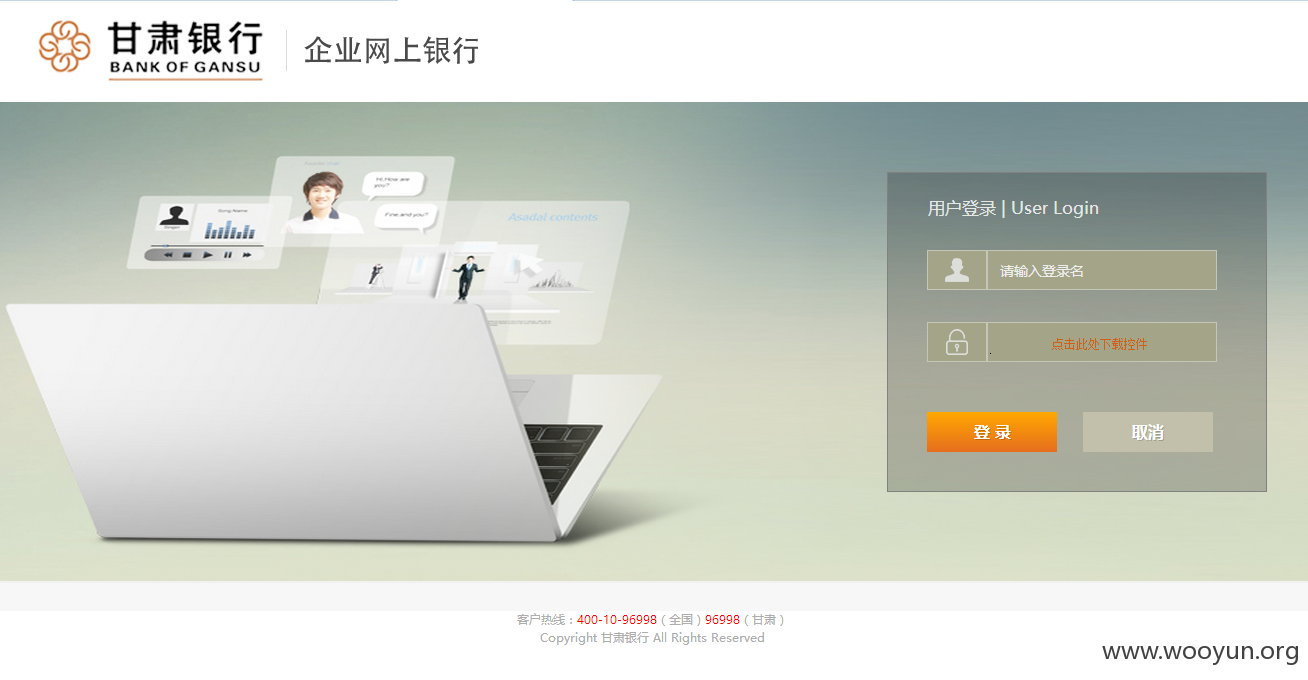 甘肃银行
BANK OF GANSU
企业网上银行
Hi.How are you?
Fine.and you?
Song Name
Singer
Asadal contents
用户登录 | User Login
请输入登录名
点击此处下载控件
登 录
取消
客户热线：400-10-96998 ( 全国 ) 96998 ( 甘肃 )
Copyright 甘肃银行 All Rights Reserved
www.wooyun.org